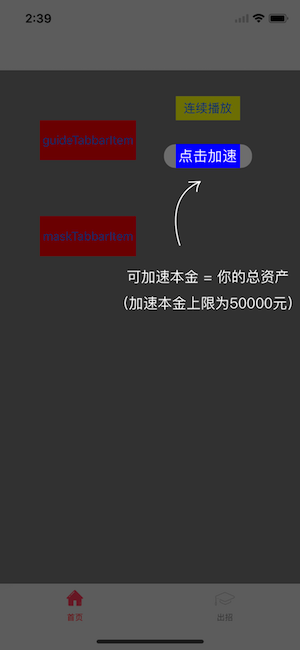 2:39
连续播放
guideTabbarItem
点击加速
maskTabbarItem
可加速本金 = 你的总资产
(加速本金上限为50000元)
首页
出招